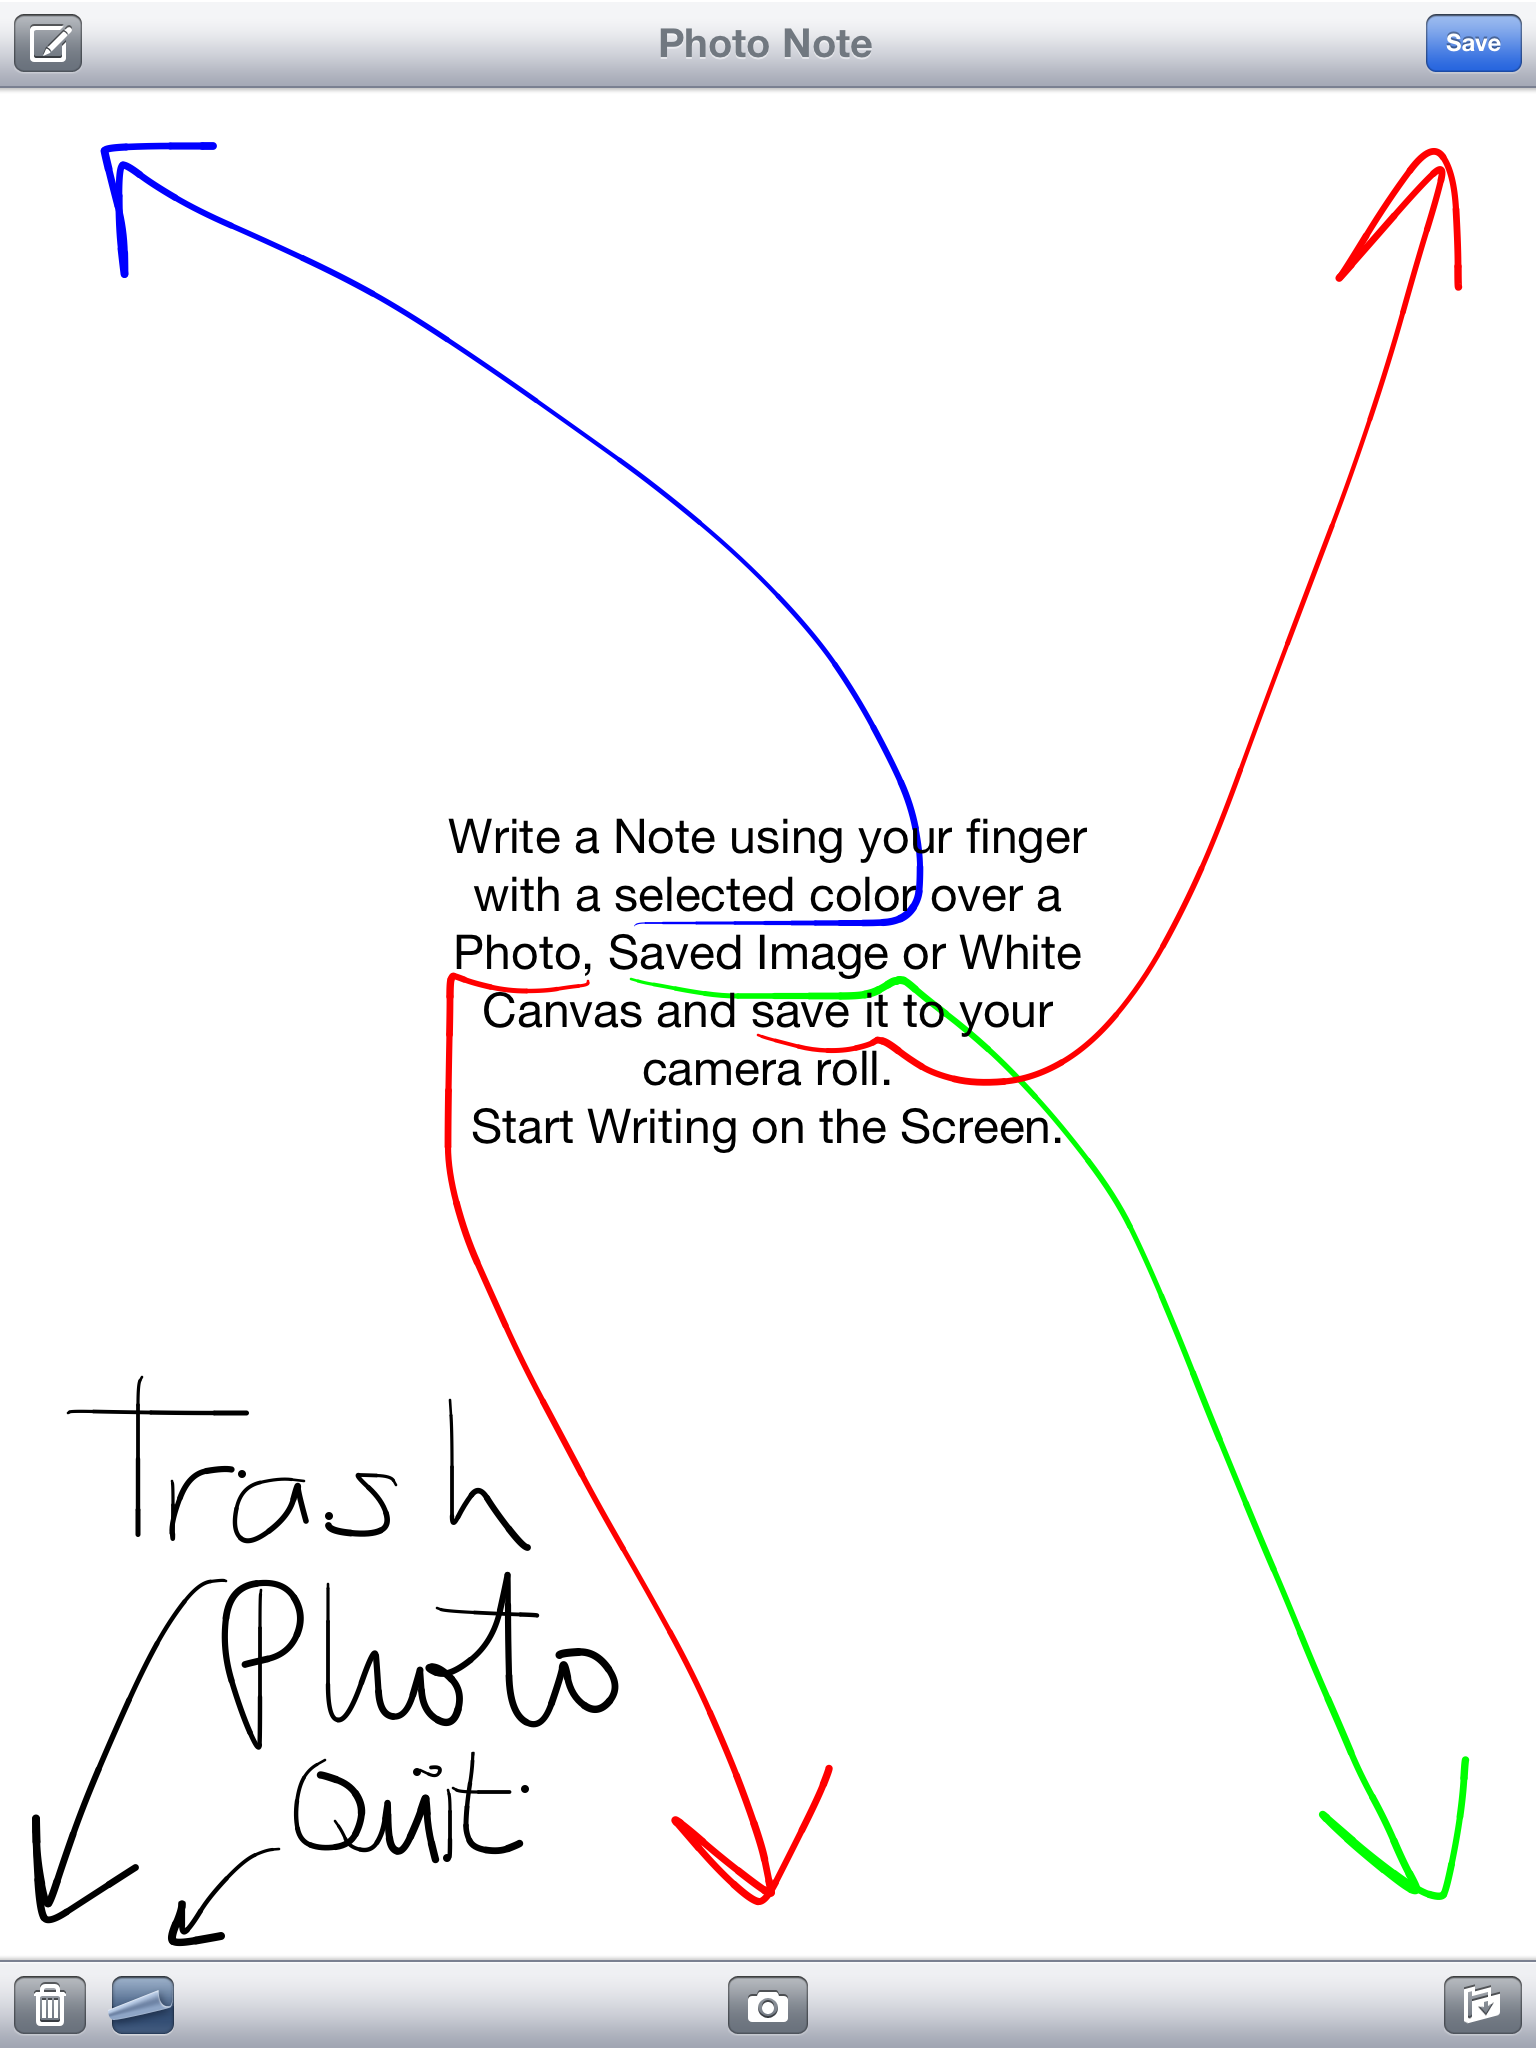 Photo Note
Save
Write a Note using your finger
with a selected color over a
Photo, Saved Image or White
Canvas and save it to your
camera roll.
Start Writing on the Screen.
Trash
Photo
Quit